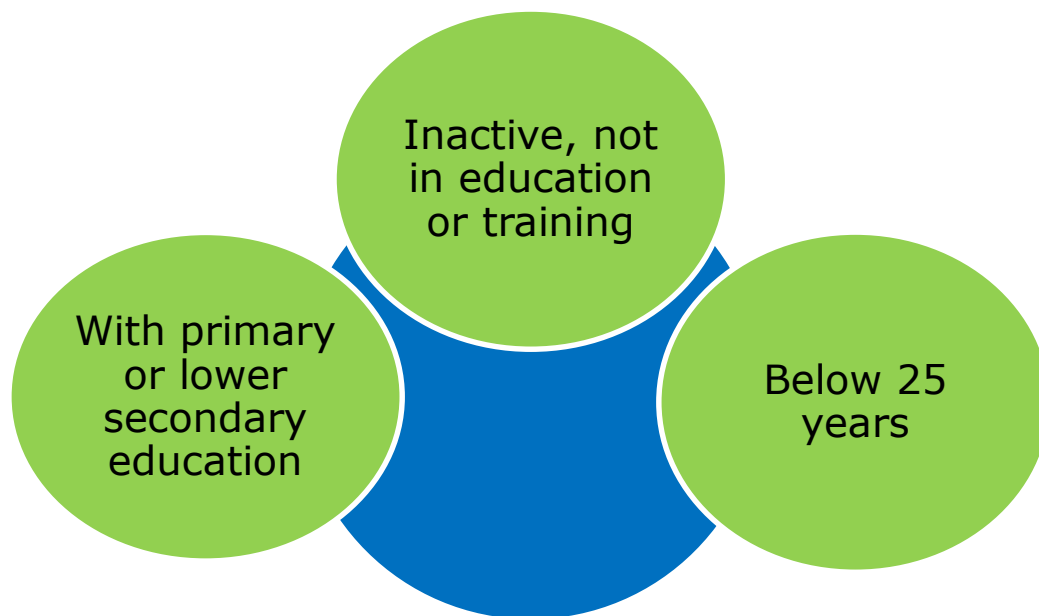 Inactive, not
in education
or training
With primary
or lower
secondary
education
Below 25
years